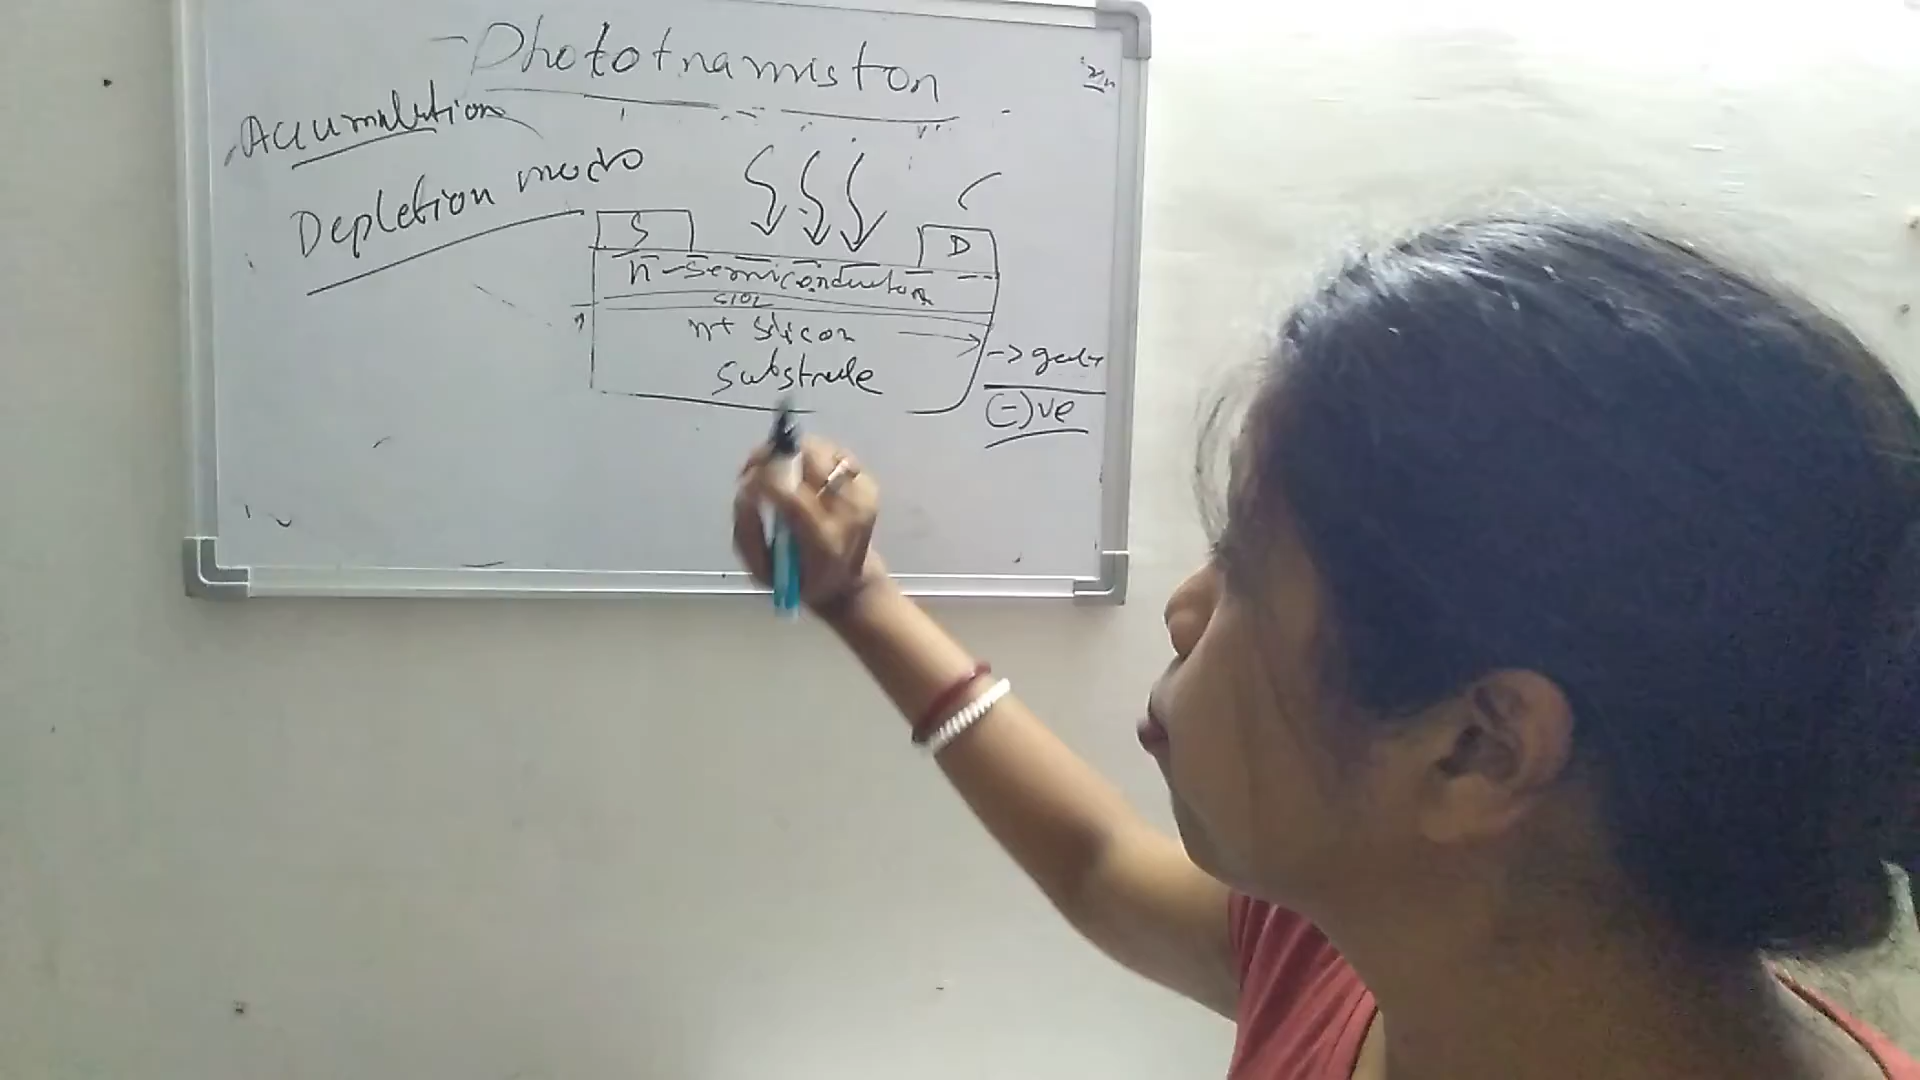 Phototransistor
Accumulation
Depletion mode
S
D
n-semiconductor
SiO2
n+ silicon
substrate
-> gate
(-)ve